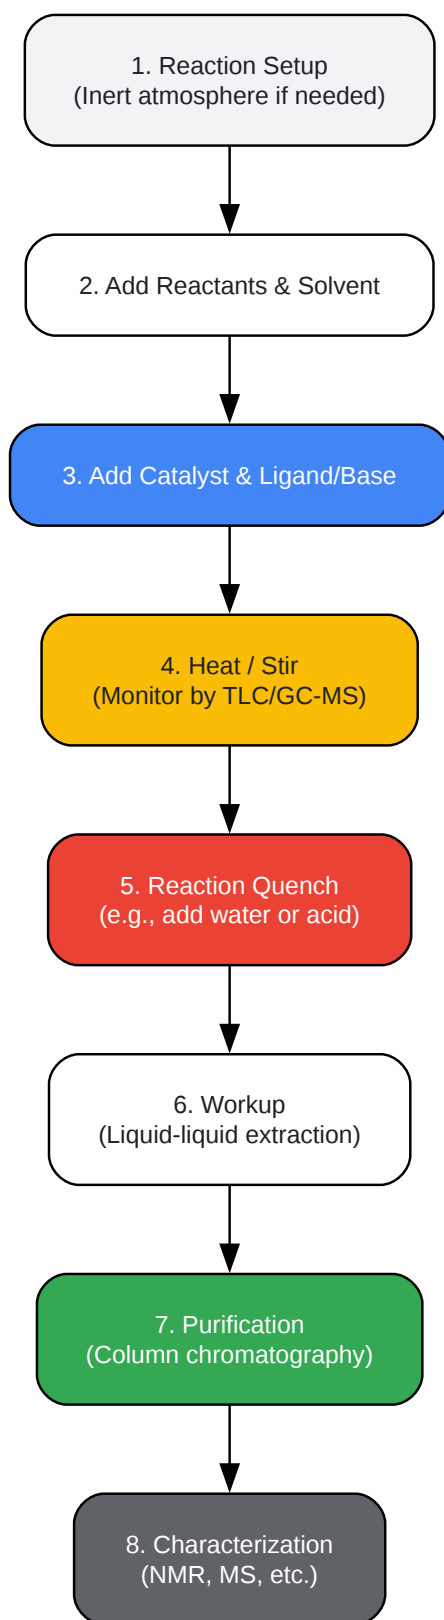 1. Reaction Setup
(Inert atmosphere if needed)
2. Add Reactants & Solvent
3. Add Catalyst & Ligand/Base
4. Heat / Stir
(Monitor by TLC/GC-MS)
5. Reaction Quench
(e.g., add water or acid)
6. Workup
(Liquid-liquid extraction)
7. Purification
(Column chromatography)
8. Characterization
(NMR, MS, etc.)